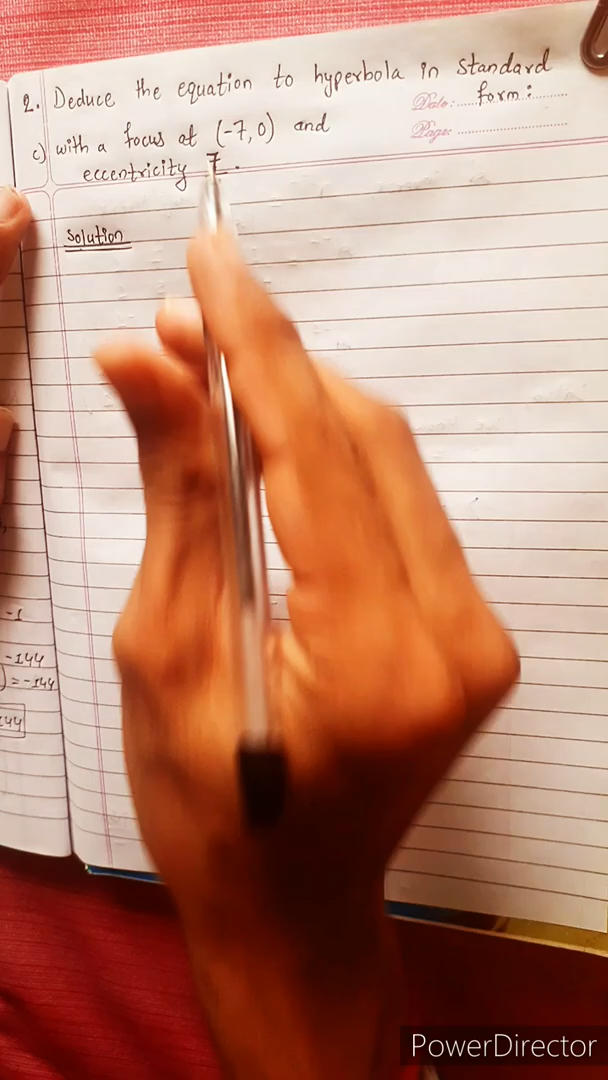 2. Deduce the equation to hyperbola in standard
form:
Date:
c) with a focus at (-7, 0) and
Page:
eccentricity 7
Solution
-1
-144
) = -144
144
PowerDirector